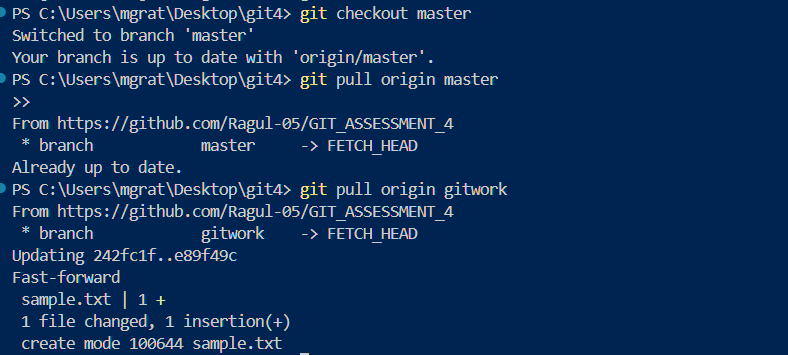 PS C:\Users\mgrat\Desktop\git4> git checkout master
Switched to branch 'master'
Your branch is up to date with 'origin/master'.
PS C:\Users\mgrat\Desktop\git4> git pull origin master
>>
From https://github.com/Ragul-05/GIT_ASSESSMENT_4
 * branch            master     -> FETCH_HEAD
Already up to date.
PS C:\Users\mgrat\Desktop\git4> git pull origin gitwork
From https://github.com/Ragul-05/GIT_ASSESSMENT_4
 * branch            gitwork    -> FETCH_HEAD
Updating 242fc1f..e89f49c
Fast-forward
 sample.txt | 1 +
 1 file changed, 1 insertion(+)
 create mode 100644 sample.txt